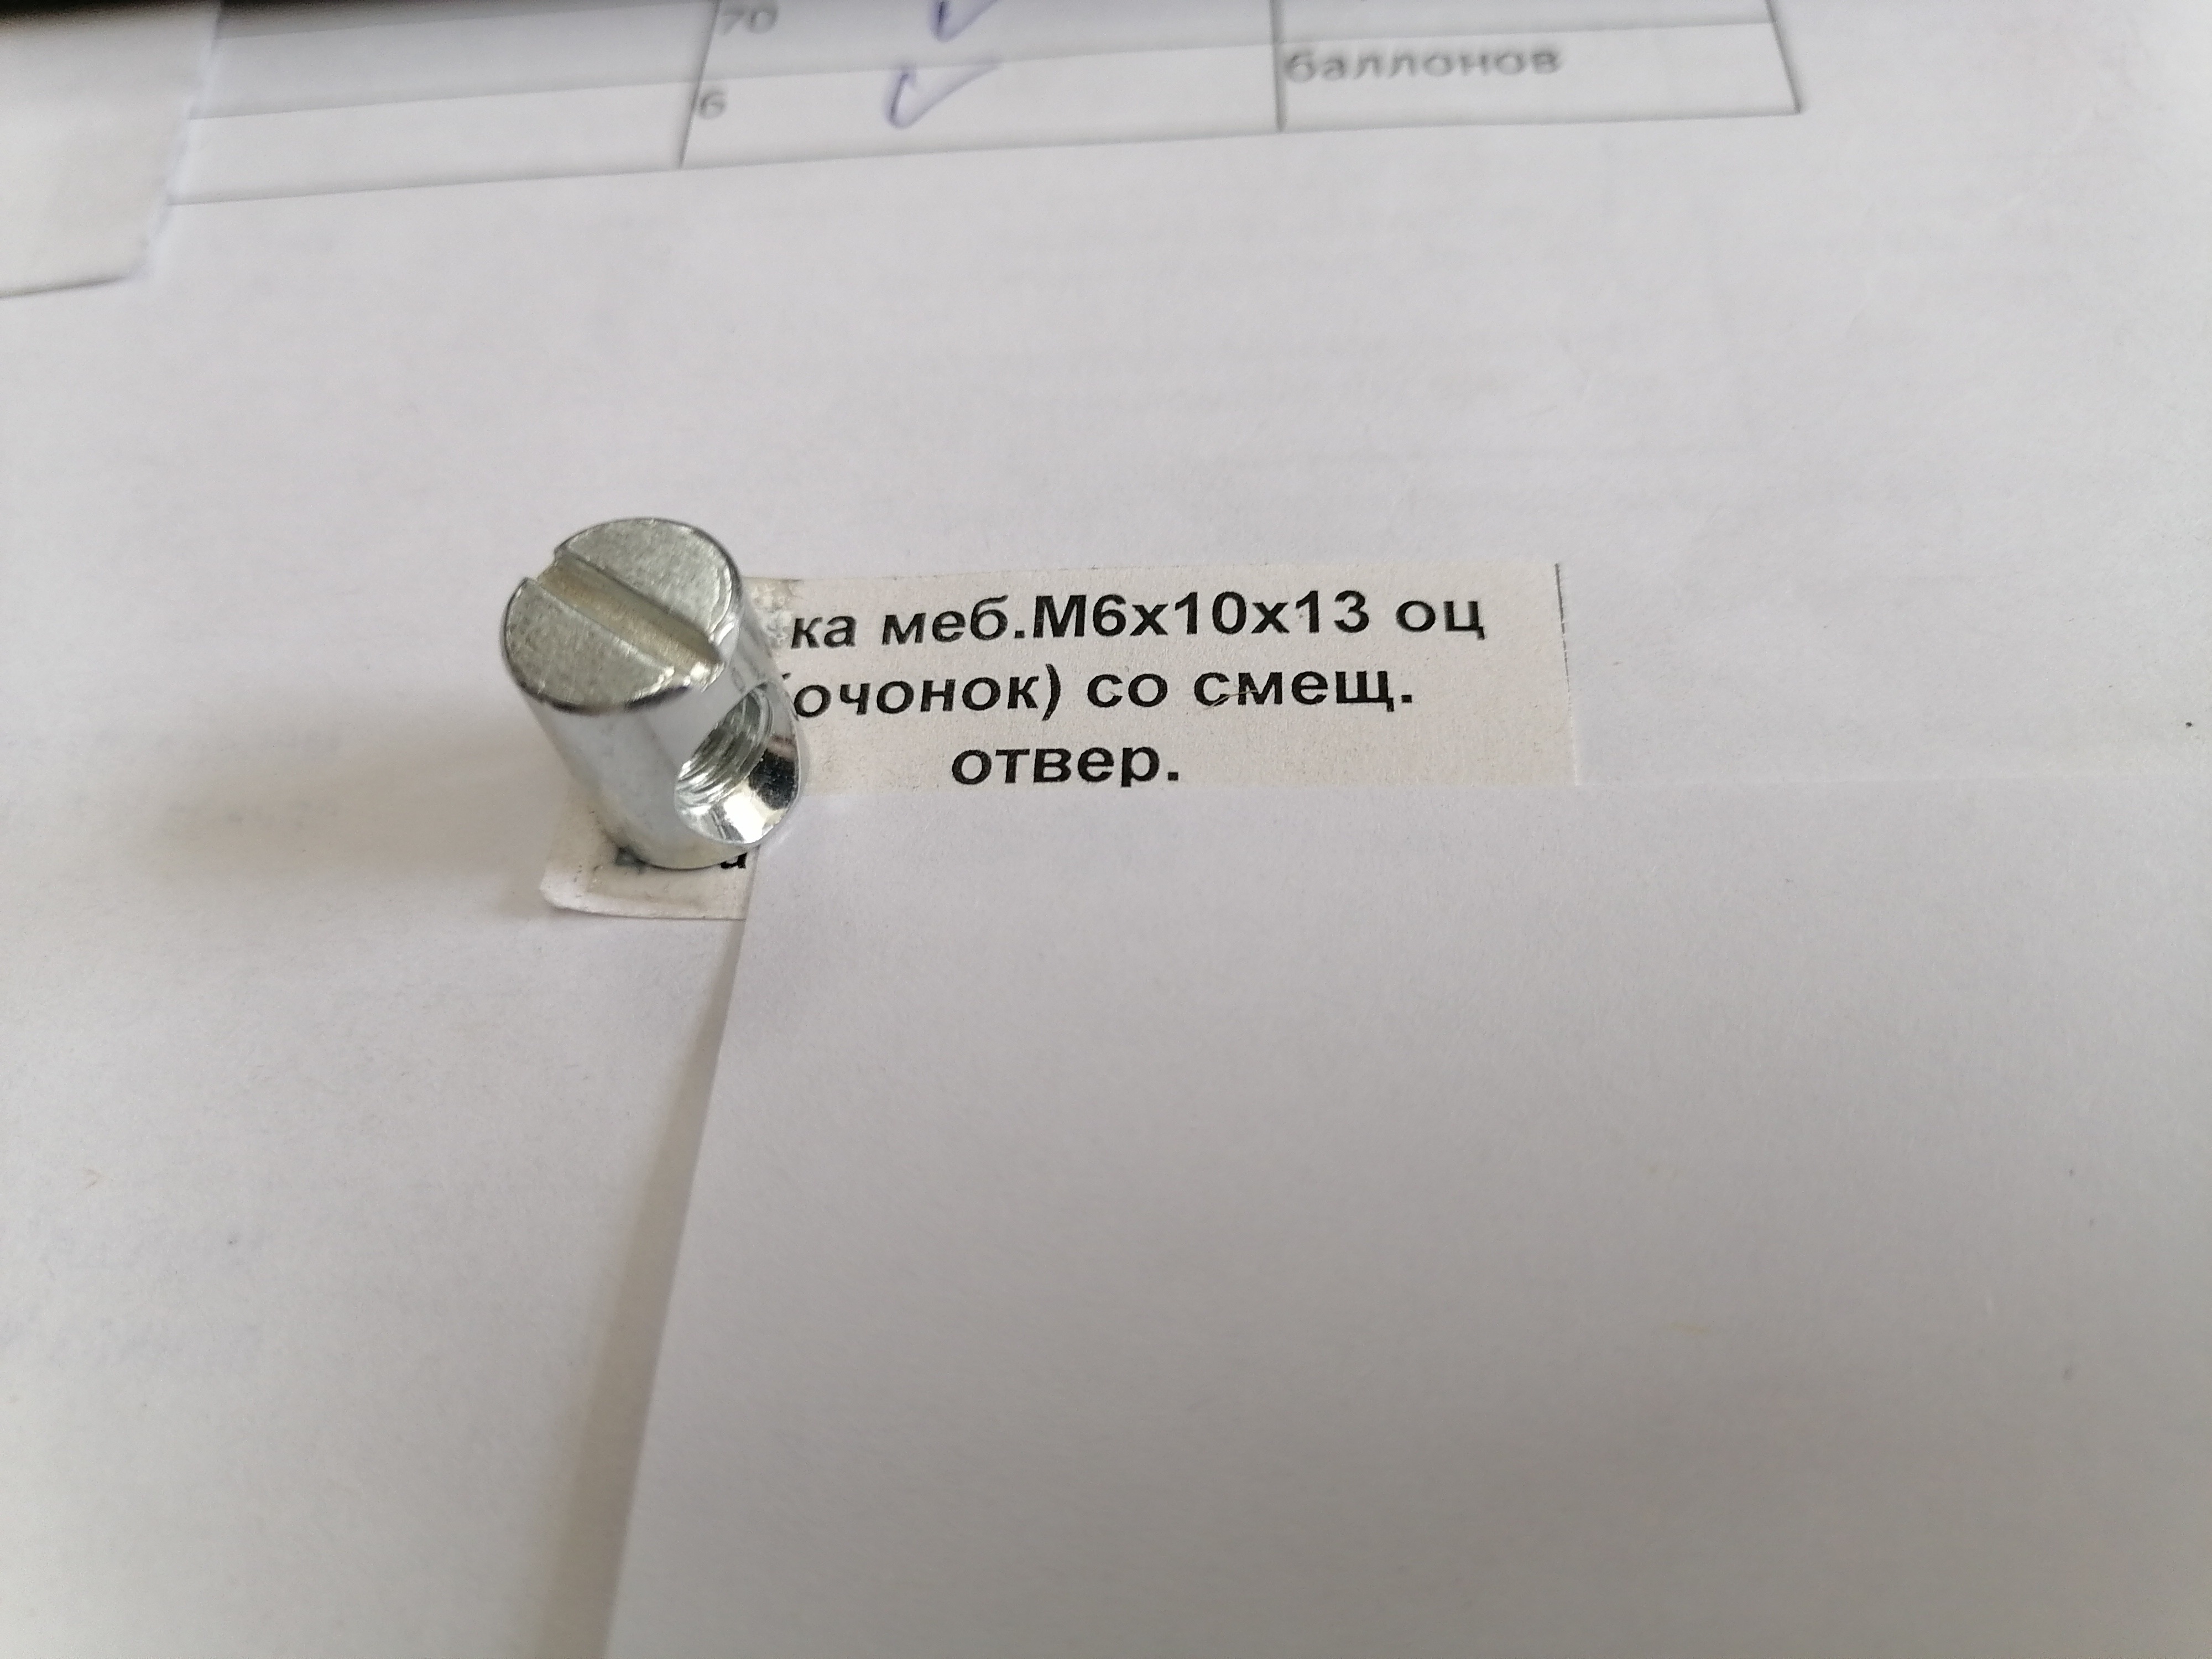 70
6
баллонов
ка меб.М6х10х13 оц
очонок) со смещ.
отвер.